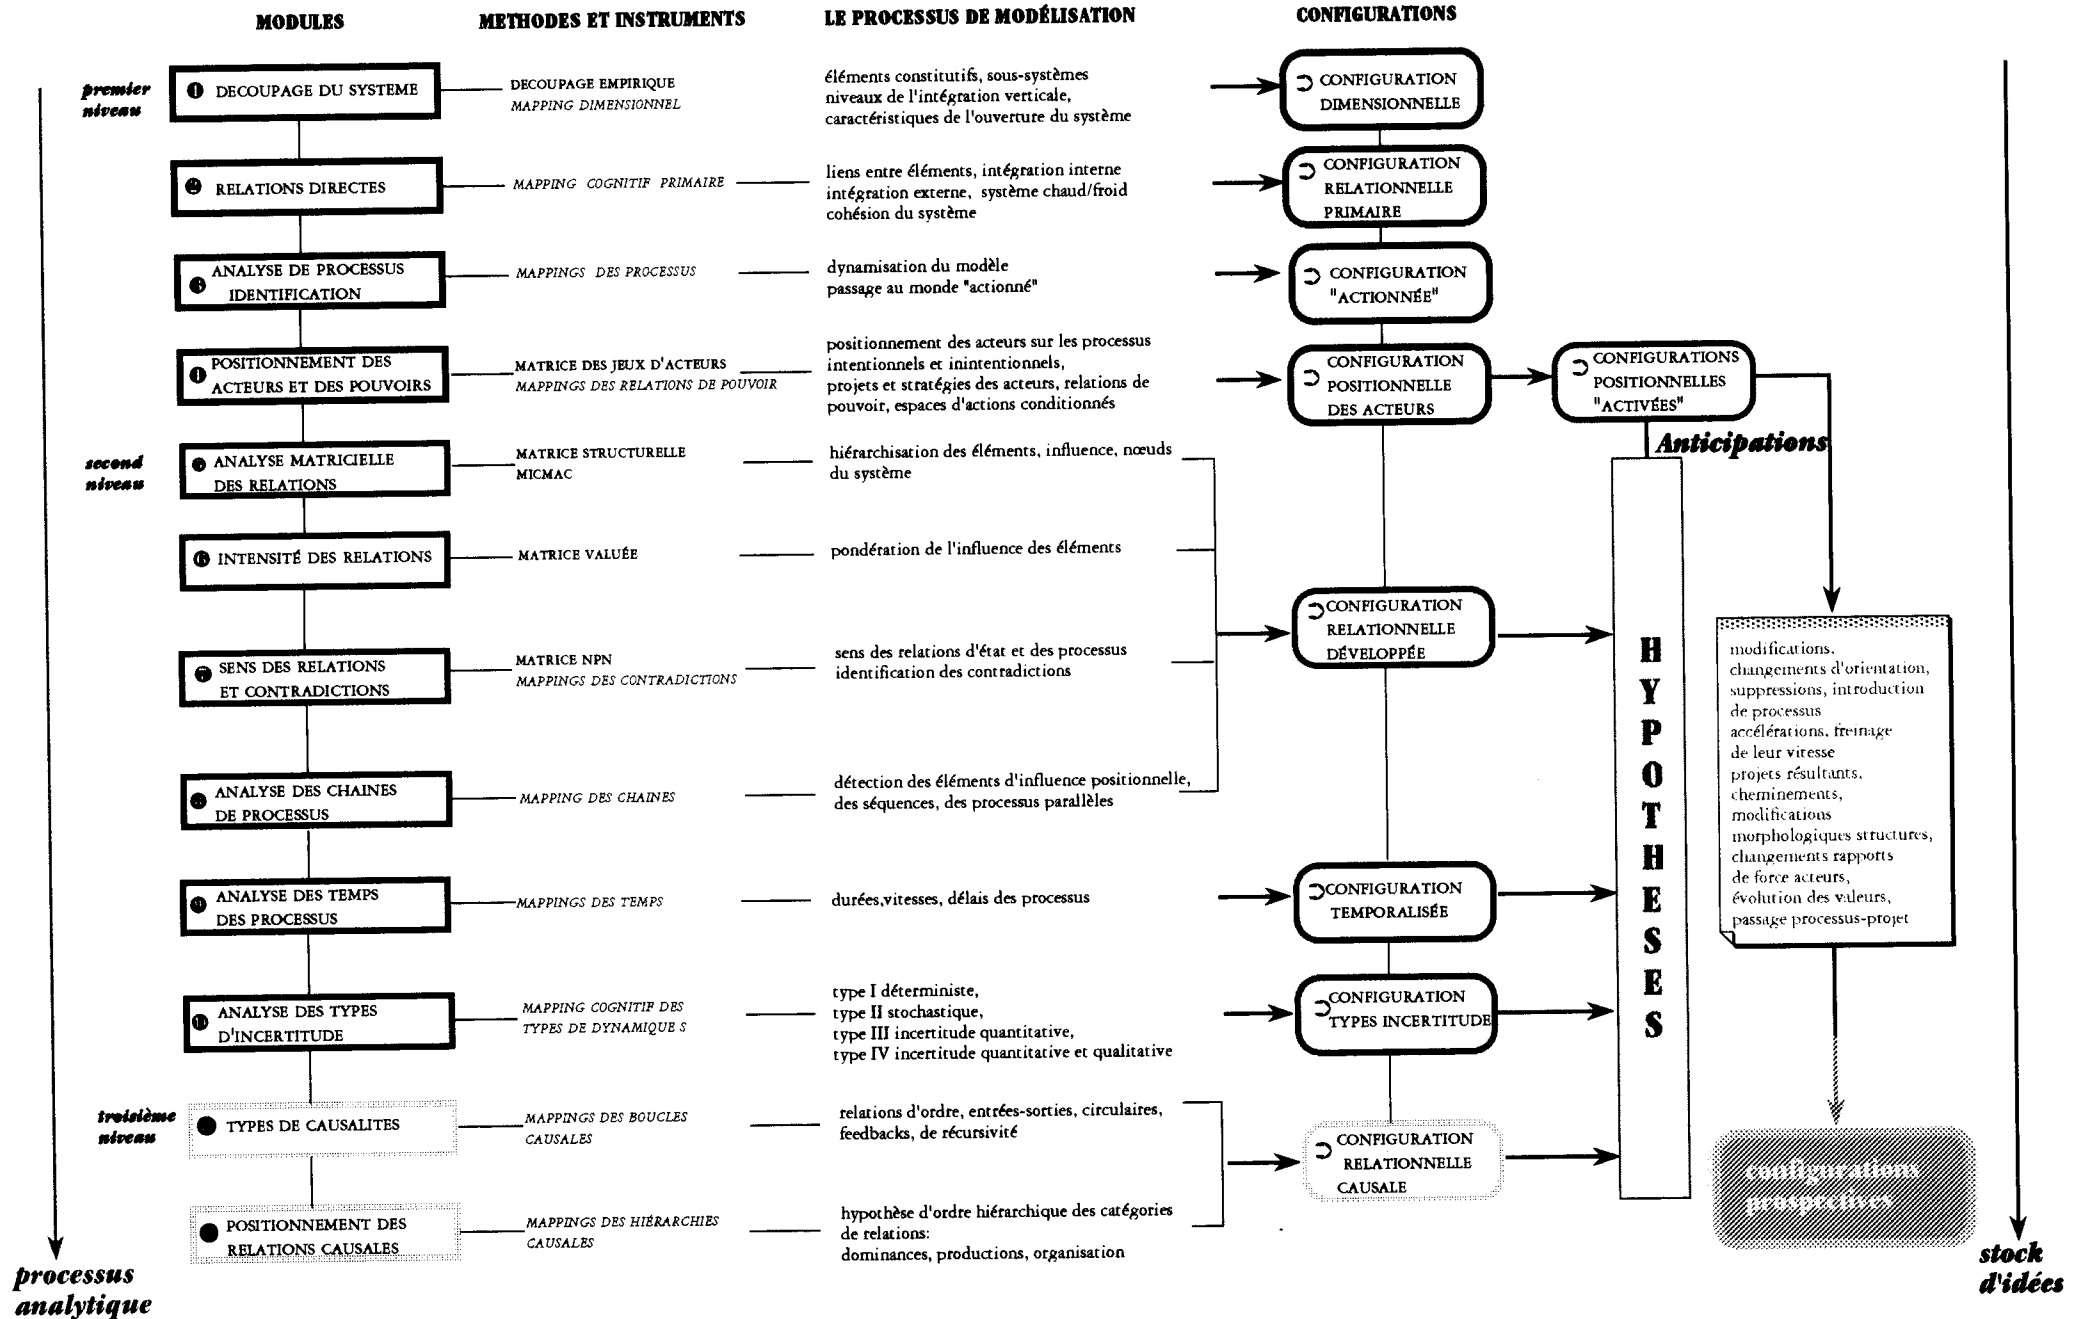 MODULES
METHODES ET INSTRUMENTS
LE PROCESSUS DE MODÉLISATION
CONFIGURATIONS
premier
niveau
1 DECOUPAGE DU SYSTEME
DECOUPAGE EMPIRIQUE
MAPPING DIMENSIONNEL
éléments constitutifs, sous-systèmes
niveaux de l'intégration verticale,
caractéristiques de l'ouverture du système
CONFIGURATION
DIMENSIONNELLE
2 RELATIONS DIRECTES
MAPPING COGNITIF PRIMAIRE
liens entre éléments, intégration interne
intégration externe, système chaud/froid
cohésion du système
CONFIGURATION
RELATIONNELLE
PRIMAIRE
ANALYSE DE PROCESSUS
IDENTIFICATION
MAPPINGS DES PROCESSUS
dynamisation du modèle
passage au monde "actionné"
CONFIGURATION
"ACTIONNÉE"
POSITIONNEMENT DES
ACTEURS ET DES POUVOIRS
MATRICE DES JEUX D'ACTEURS
MAPPINGS DES RELATIONS DE POUVOIR
positionnement des acteurs sur les processus
intentionnels et inintentionnels,
projets et stratégies des acteurs, relations de
pouvoir, espaces d'actions conditionnés
CONFIGURATION
POSITIONNELLE
DES ACTEURS
CONFIGURATIONS
POSITIONNELLES
"ACTIVÉES"
Anticipations
second
niveau
ANALYSE MATRICIELLE
DES RELATIONS
MATRICE STRUCTURELLE
MICMAC
hiérarchisation des éléments, influence, nœuds
du système
INTENSITÉ DES RELATIONS
MATRICE VALUÉE
pondération de l'influence des éléments
SENS DES RELATIONS
ET CONTRADICTIONS
MATRICE NPN
MAPPINGS DES CONTRADICTIONS
sens des relations d'état et des processus
identification des contradictions
CONFIGURATION
RELATIONNELLE
DÉVELOPPÉE
ANALYSE DES CHAINES
DE PROCESSUS
MAPPING DES CHAINES
détection des éléments d'influence positionnelle,
des séquences, des processus parallèles
ANALYSE DES TEMPS
DES PROCESSUS
MAPPINGS DES TEMPS
durées,vitesses, délais des processus
CONFIGURATION
TEMPORALISÉE
10 ANALYSE DES TYPES
D'INCERTITUDE
MAPPING COGNITIF DES
TYPES DE DYNAMIQUE S
type I déterministe,
type II stochastique,
type III incertitude quantitative,
type IV incertitude quantitative et qualitative
CONFIGURATION
TYPES INCERTITUDE
troisième
niveau
TYPES DE CAUSALITES
MAPPINGS DES BOUCLES
CAUSALES
relations d'ordre, entrées-sorties, circulaires,
feedbacks, de récursivité
CONFIGURATION
RELATIONNELLE
CAUSALE
POSITIONNEMENT DES
RELATIONS CAUSALES
MAPPINGS DES HIÉRARCHIES
CAUSALES
hypothèse d'ordre hiérarchique des catégories
de relations:
dominances, productions, organisation
HYPOTHESES
modifications,
changements d'orientation,
suppressions, introduction
de processus
accélérations, freinage
de leur vitesse
projets résultants,
cheminements,
modifications
morphologiques structures,
changements rapports
de force acteurs,
évolution des valeurs,
passage processus-projet
configurations
prospectives
processus
analytique
stock
d'idées